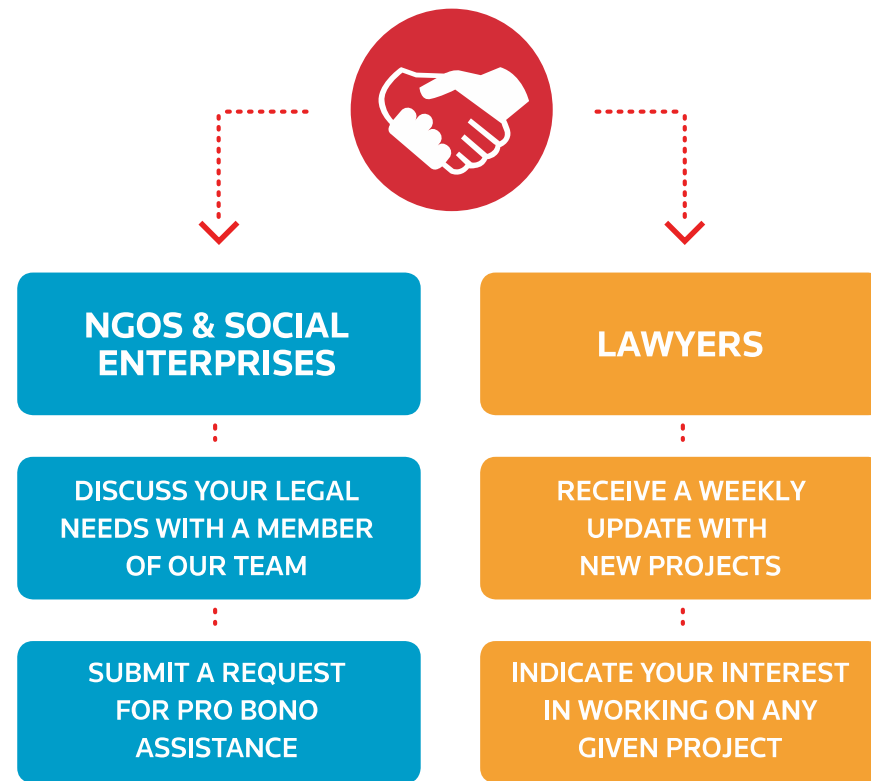 NGOS & SOCIAL
ENTERPRISES
DISCUSS YOUR LEGAL
NEEDS WITH A MEMBER
OF OUR TEAM
SUBMIT A REQUEST
FOR PRO BONO
ASSISTANCE
LAWYERS
RECEIVE A WEEKLY
UPDATE WITH
NEW PROJECTS
INDICATE YOUR INTEREST
IN WORKING ON ANY
GIVEN PROJECT